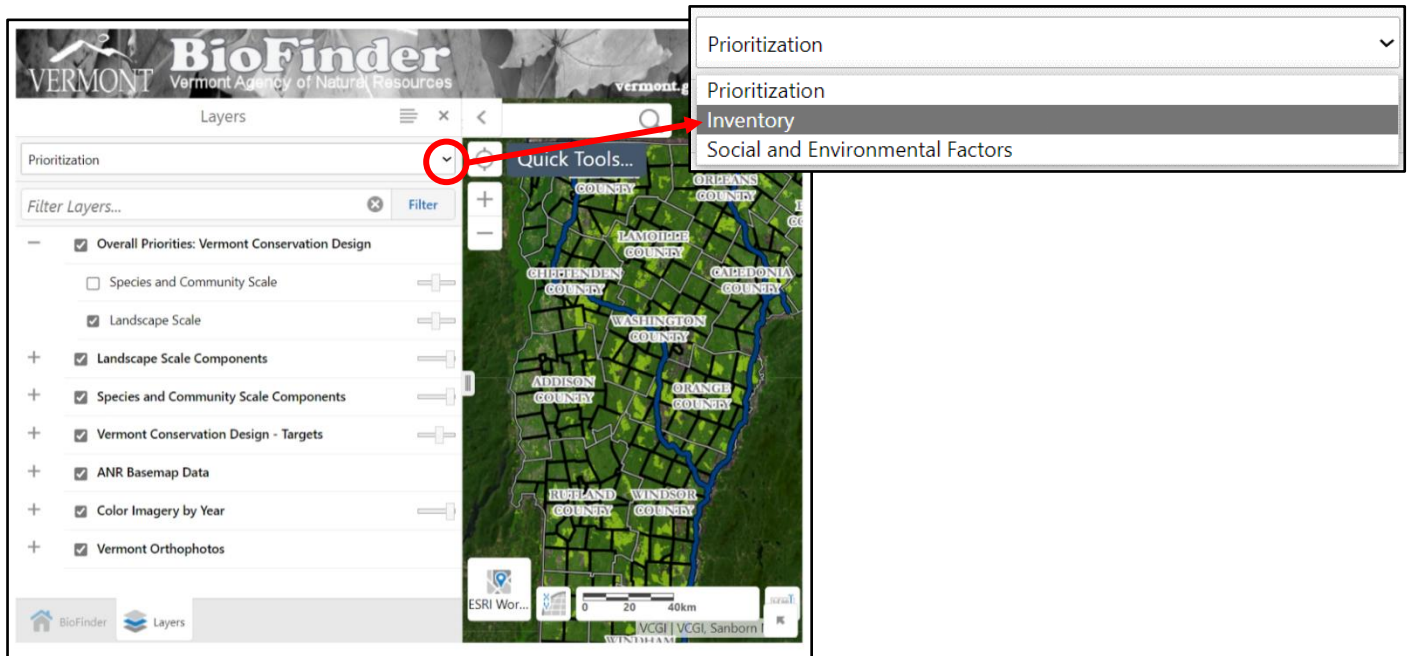 VERMONT
BioFinder
Vermont Agency of Natural Resources
vermont.g
Layers
Prioritization
Filter Layers...
Filter
Overall Priorities: Vermont Conservation Design
Species and Community Scale
Landscape Scale
Landscape Scale Components
Species and Community Scale Components
Vermont Conservation Design - Targets
ANR Basemap Data
Color Imagery by Year
Vermont Orthophotos
BioFinder
Layers
Quick Tools...
COUNTY
ORLEANS
COUNTY
LAMOILLE
COUNTY
CHITTENDEN
COUNTY
CALEDONIA
COUNTY
WASHINGTON
COUNTY
ADDISON
COUNTY
ORANGE
COUNTY
RUTLAND
COUNTY
WINDSOR
COUNTY
WINDHAM
ESRI Wor...
0 20 40km
VCGI | VCGI, Sanborn
Prioritization
Prioritization
Inventory
Social and Environmental Factors